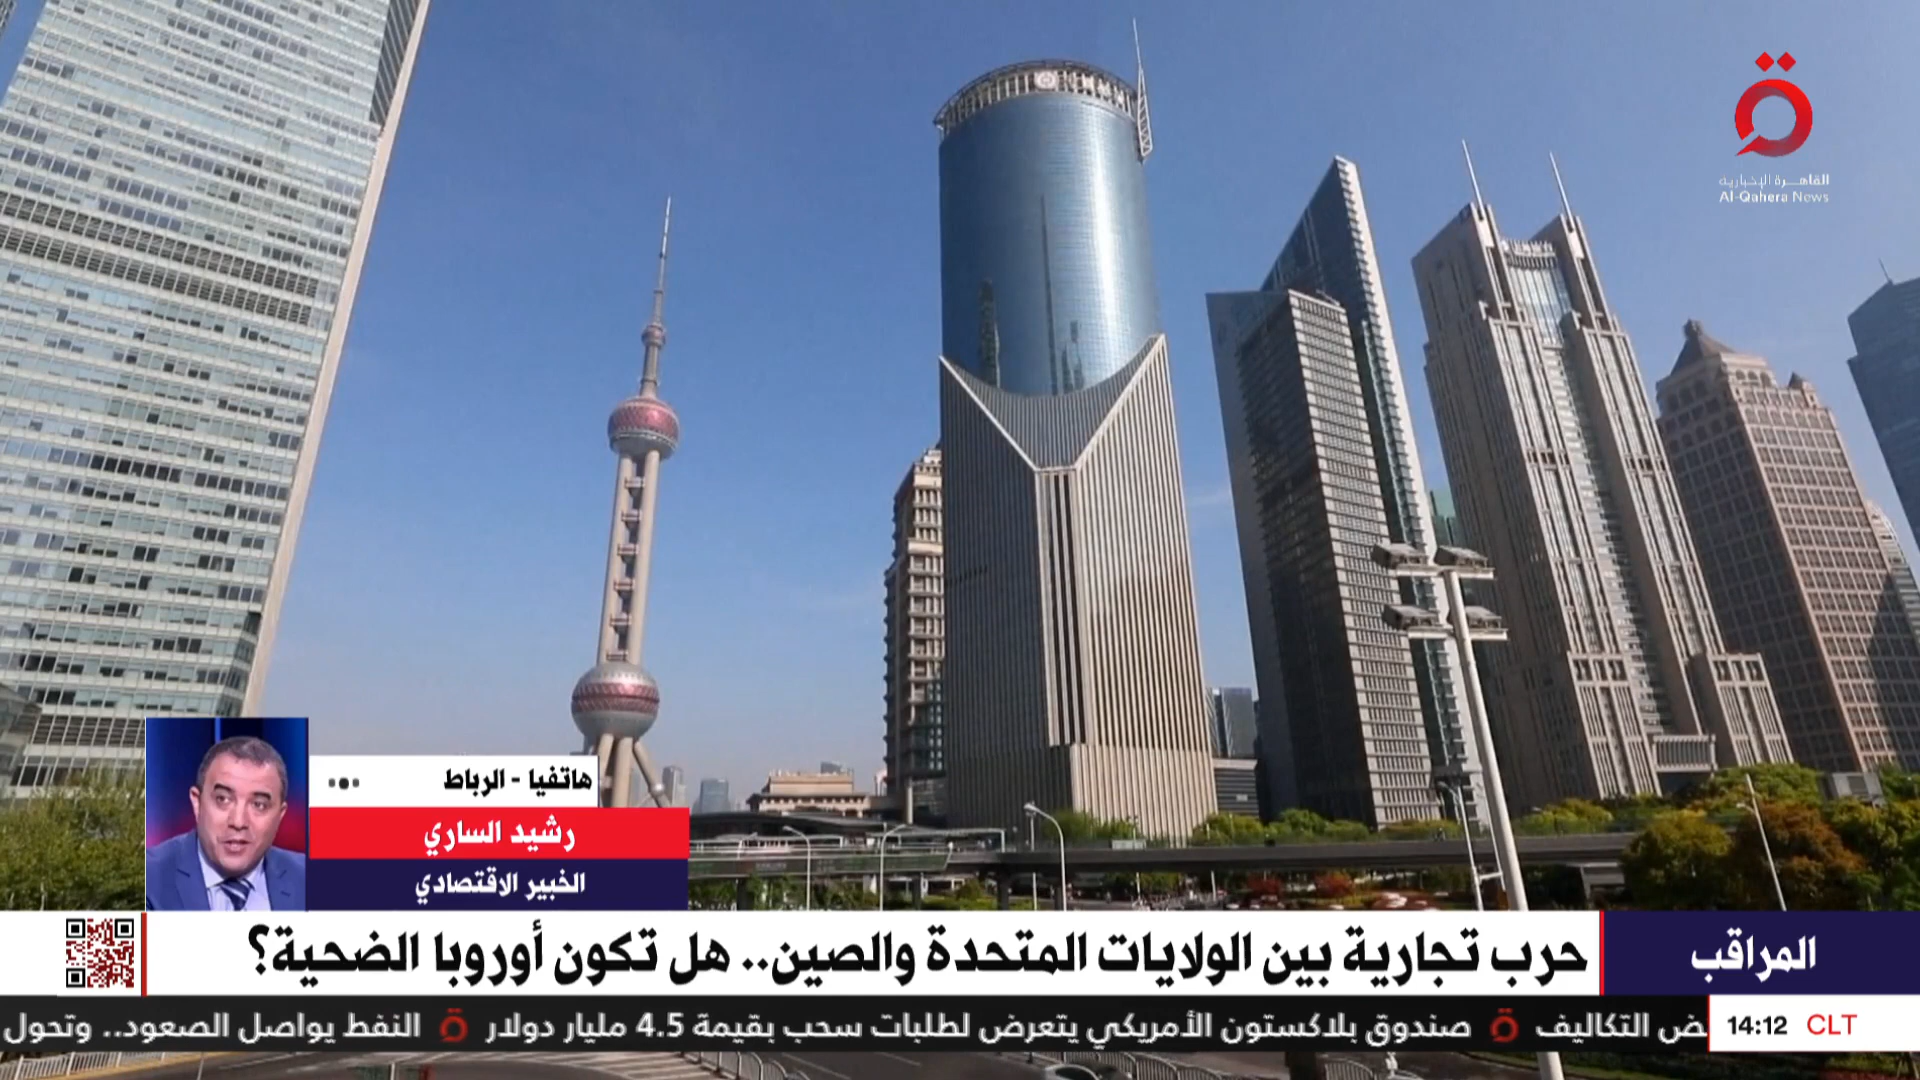 القاهرة الإخبارية
Al-Qahera News
هاتفيا - الرباط
رشيد الساري
الخبير الاقتصادي
المراقب
حرب تجارية بين الولايات المتحدة والصين.. هل تكون أوروبا الضحية؟
14:12 CLT
التكاليف
صندوق بلاكستون الأمريكي يتعرض لطلبات سحب بقيمة 4.5 مليار دولار
النفط يواصل الصعود.. وتحول